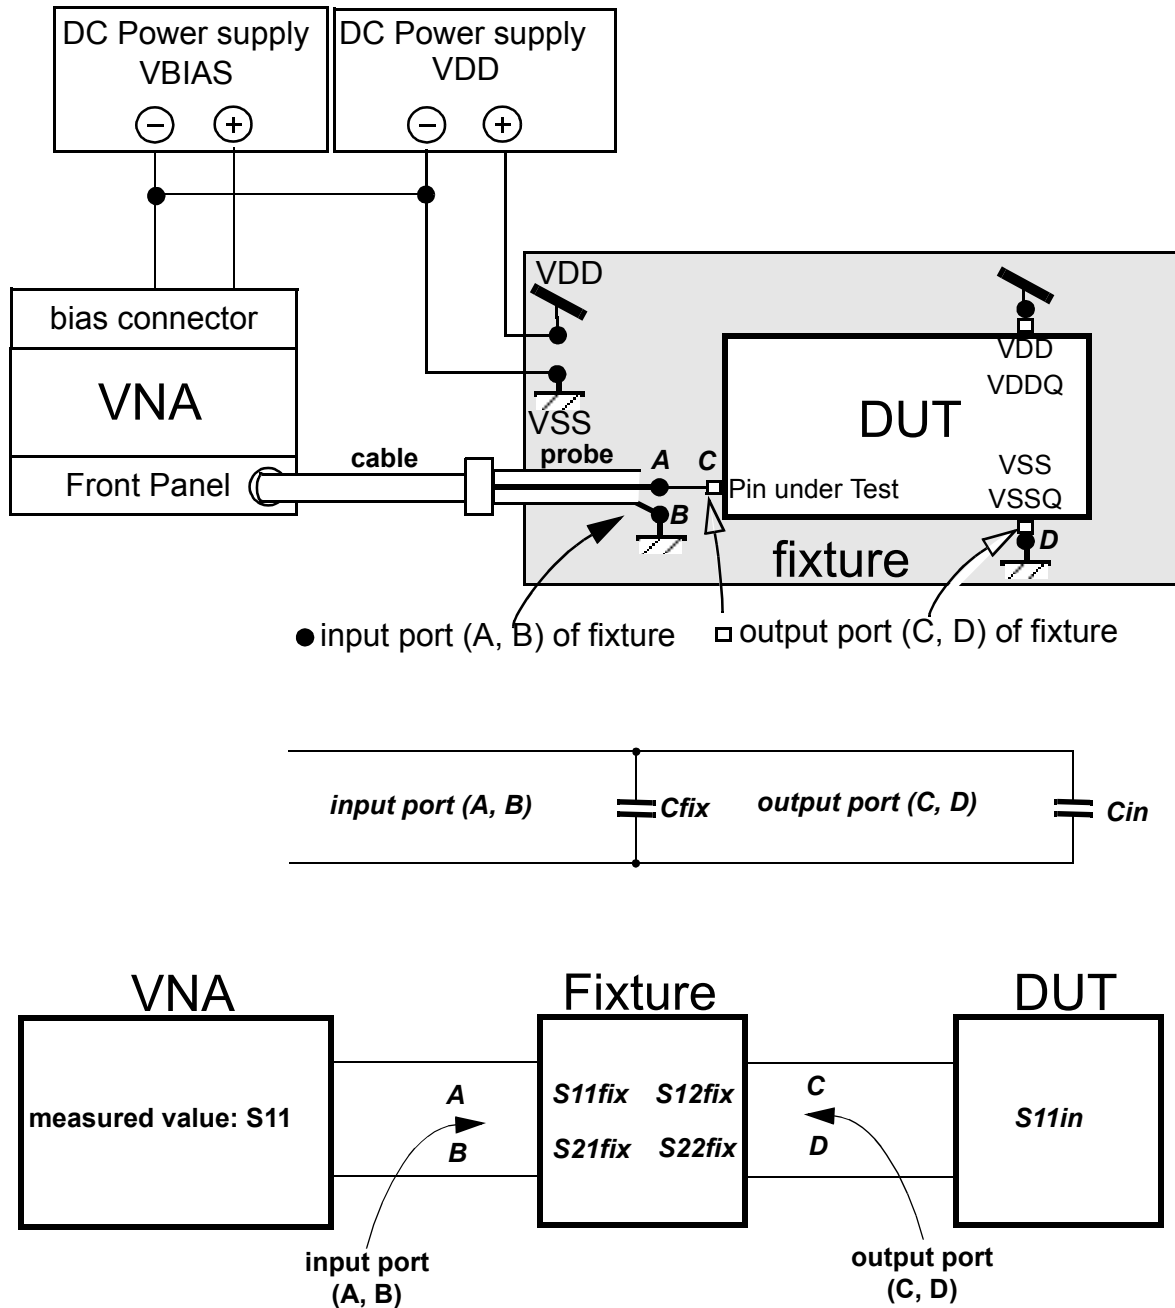 DC Power supply
VBIAS
− +
DC Power supply
VDD
− +
bias connector
VNA
Front Panel
cable
probe
VDD
VSS
A
B
C
Pin under Test
DUT
VDD
VDDQ
VSS
VSSQ
D
fixture
input port (A, B) of fixture
output port (C, D) of fixture
input port (A, B)
Cfix
output port (C, D)
Cin
VNA
measured value: S11
A
B
input port
(A, B)
Fixture
S11fix S12fix
S21fix S22fix
C
D
output port
(C, D)
DUT
S11in